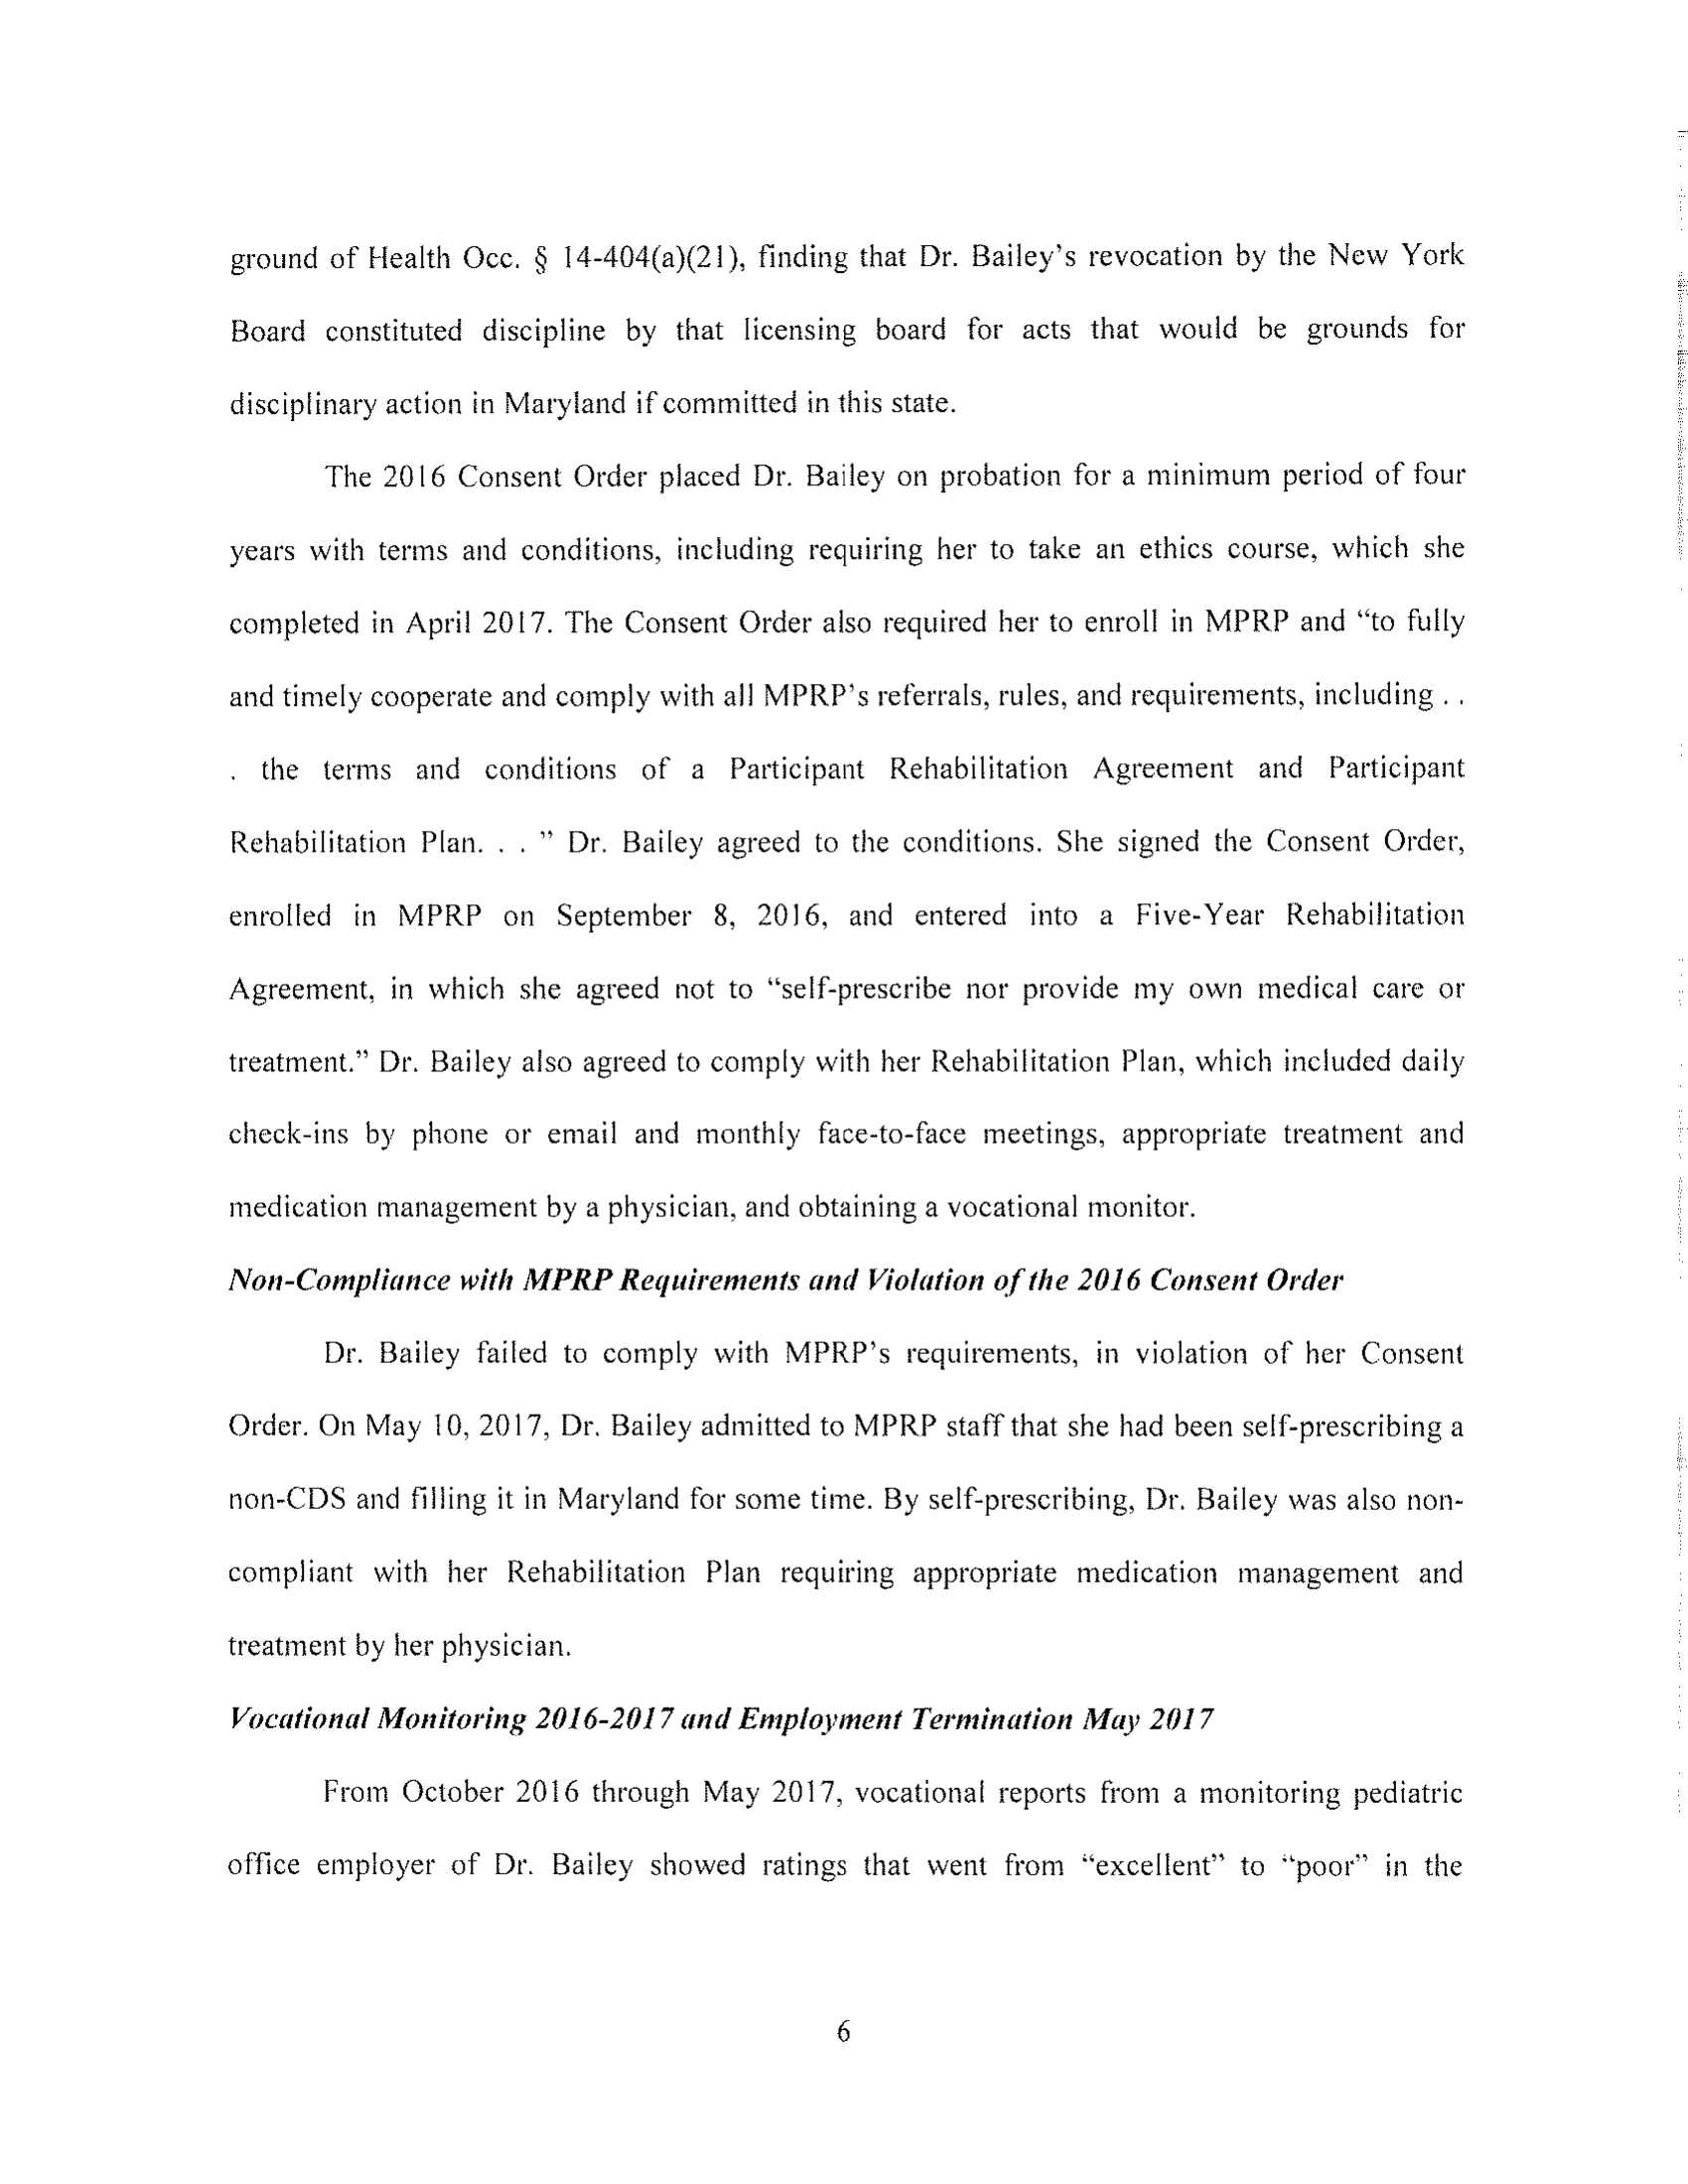 ground of Health Occ. § 14-404(a)(21), finding that Dr. Bailey's revocation by the New York
Board constituted discipline by that licensing board for acts that would be grounds for
disciplinary action in Maryland if committed in this state.
The 2016 Consent Order placed Dr. Bailey on probation for a minimum period of four
years with terms and conditions, including requiring her to take an ethics course, which she
completed in April 2017. The Consent Order also required her to enroll in MPRP and “to fully
and timely cooperate and comply with all MPRP's referrals, rules, and requirements, including . .
. the terms and conditions of a Participant Rehabilitation Agreement and Participant
Rehabilitation Plan. . . ” Dr. Bailey agreed to the conditions. She signed the Consent Order,
enrolled in MPRP on September 8, 2016, and entered into a Five-Year Rehabilitation
Agreement, in which she agreed not to “self-prescribe nor provide my own medical care or
treatment.” Dr. Bailey also agreed to comply with her Rehabilitation Plan, which included daily
check-ins by phone or email and monthly face-to-face meetings, appropriate treatment and
medication management by a physician, and obtaining a vocational monitor.
Non-Compliance with MPRP Requirements and Violation of the 2016 Consent Order
Dr. Bailey failed to comply with MPRP's requirements, in violation of her Consent
Order. On May 10, 2017, Dr. Bailey admitted to MPRP staff that she had been self-prescribing a
non-CDS and filling it in Maryland for some time. By self-prescribing, Dr. Bailey was also non-
compliant with her Rehabilitation Plan requiring appropriate medication management and
treatment by her physician.
Vocational Monitoring 2016-2017 and Employment Termination May 2017
From October 2016 through May 2017, vocational reports from a monitoring pediatric
office employer of Dr. Bailey showed ratings that went from “excellent” to “poor” in the
6